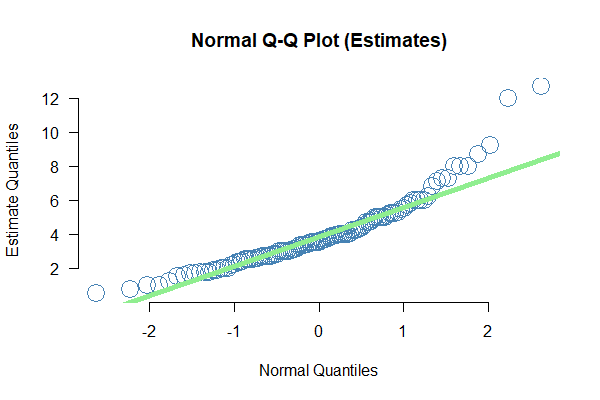 Normal Q-Q Plot (Estimates)
Estimate Quantiles
12
10
8
6
4
2
-2 -1 0 1 2
Normal Quantiles